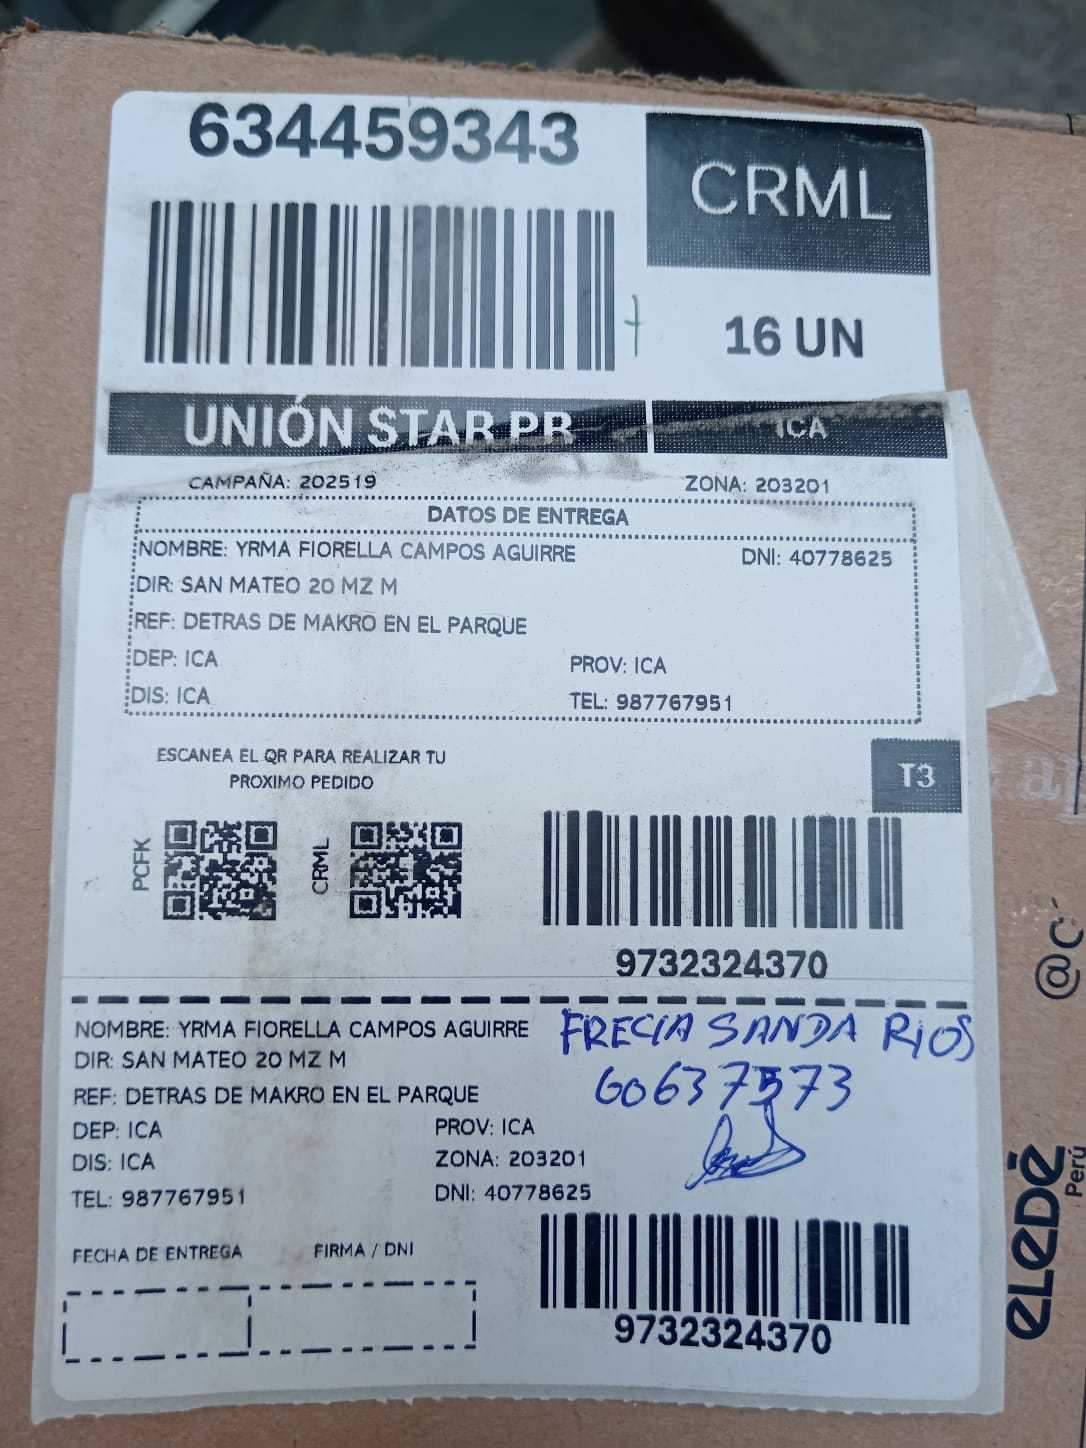 634459343
CRML
16 UN
UNIÓN STAR PR
ICA
CAMPAÑA: 202519
ZONA: 203201
DATOS DE ENTREGA
NOMBRE: YRMA FIORELLA CAMPOS AGUIRRE
DNI: 40778625
DIR: SAN MATEO 20 MZ M
REF: DETRAS DE MAKRO EN EL PARQUE
DEP: ICA
PROV: ICA
DIS: ICA
TEL: 987767951
ESCANEA EL QR PARA REALIZAR TU
PROXIMO PEDIDO
T3
PCFK
CRML
9732324370
NOMBRE: YRMA FIORELLA CAMPOS AGUIRRE
FRECIA SANDA RIOS
DIR: SAN MATEO 20 MZ M
60637573
REF: DETRAS DE MAKRO EN EL PARQUE
DEP: ICA
PROV: ICA
DIS: ICA
ZONA: 203201
TEL: 987767951
DNI: 40778625
FECHA DE ENTREGA
FIRMA / DNI
9732324370
eLeDē
Perú